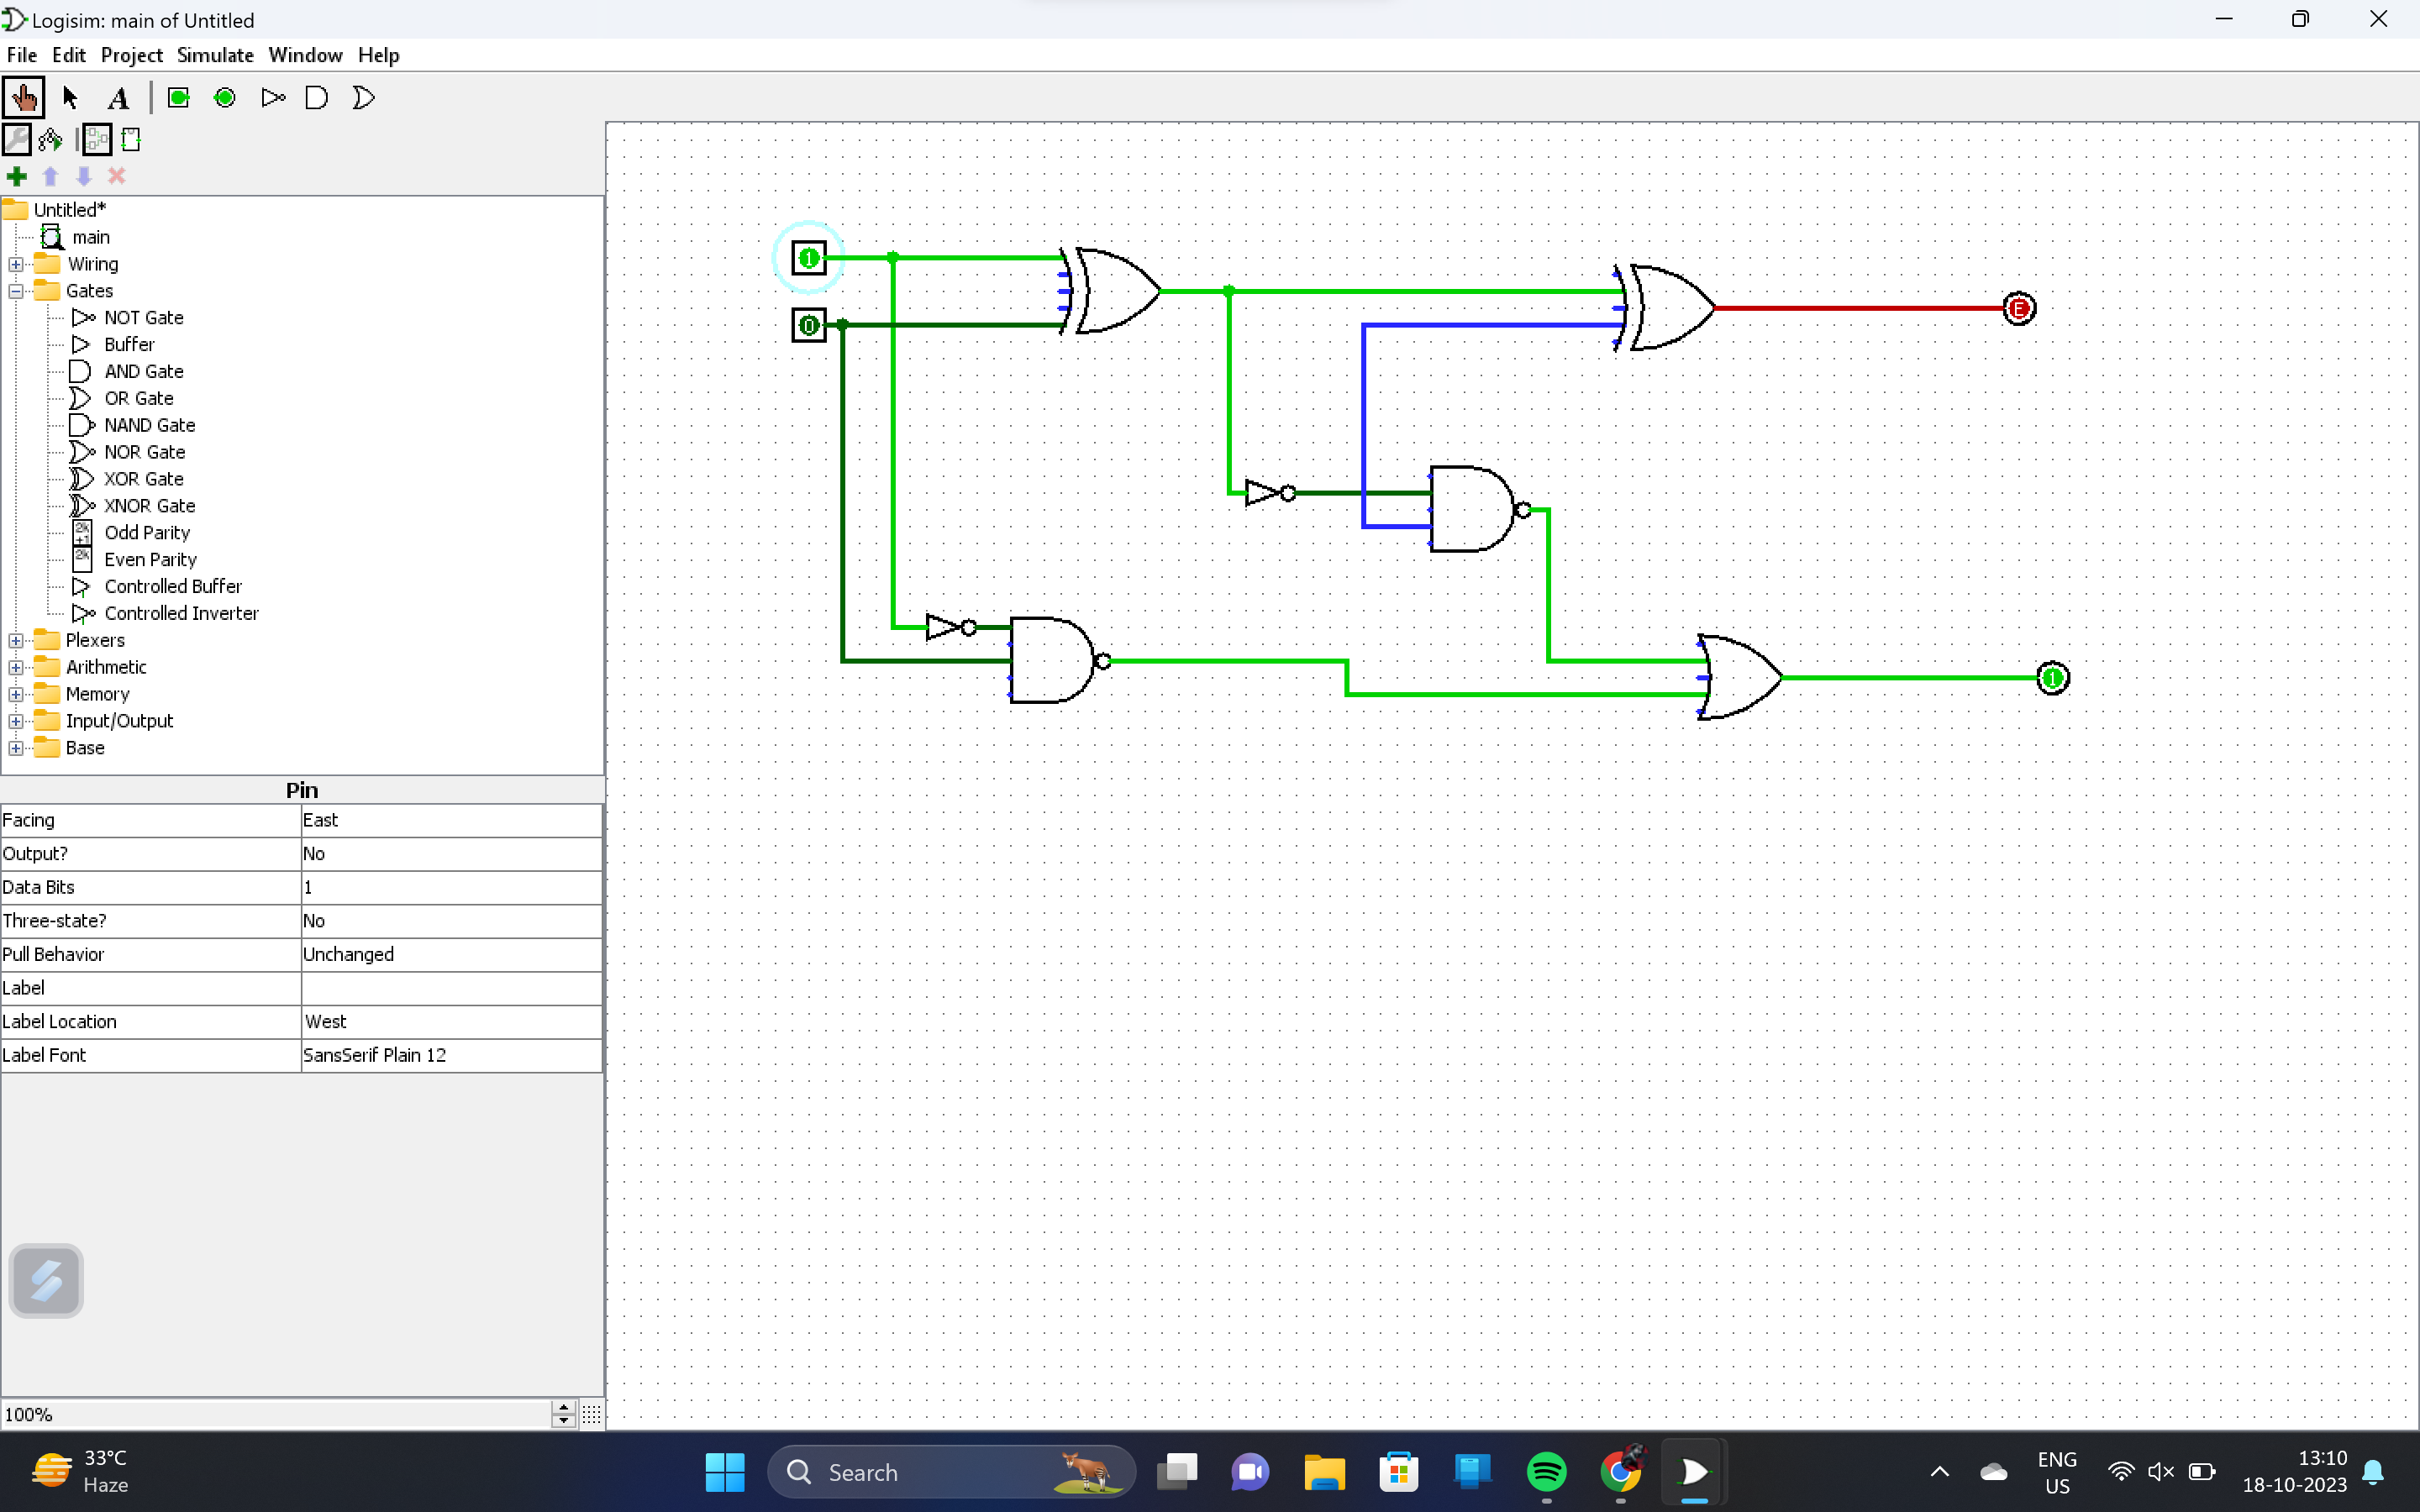 Logisim: main of Untitled
File Edit Project Simulate Window Help
A
Untitled*
main
Wiring
Gates
NOT Gate
Buffer
AND Gate
OR Gate
NAND Gate
NOR Gate
XOR Gate
XNOR Gate
2k+1 Odd Parity
2k Even Parity
Controlled Buffer
Controlled Inverter
Plexers
Arithmetic
Memory
Input/Output
Base
Pin
Facing East
Output? No
Data Bits 1
Three-state? No
Pull Behavior Unchanged
Label
Label Location West
Label Font SansSerif Plain 12
100%
1
0
E
1
33°C
Haze
Search
ENG
US
13:10
18-10-2023